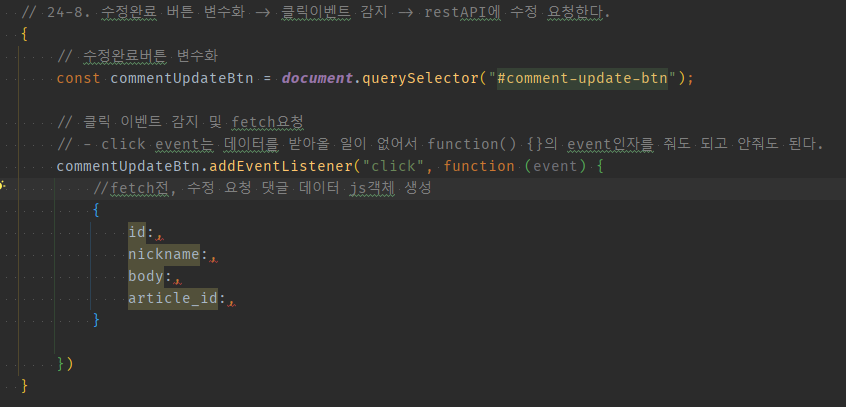 // 24-8. 수정완료 버튼 변수화 -> 클릭이벤트 감지 -> restAPI에 수정 요청한다.
{
// 수정완료버튼 변수화
const commentUpdateBtn = document.querySelector("#comment-update-btn");
// 클릭 이벤트 감지 및 fetch요청
// - click event는 데이터를 받아올 일이 없어서 function() {}의 event인자를 줘도 되고 안줘도 된다.
commentUpdateBtn.addEventListener("click", function (event) {
//fetch전, 수정 요청 댓글 데이터 js객체 생성
{
id:,
nickname:,
body:,
article_id:,
}
})
}